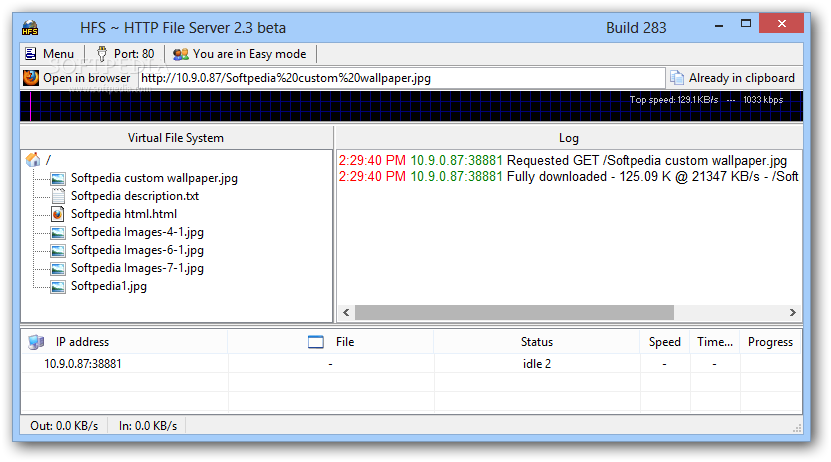 HFS ~ HTTP File Server 2.3 beta Build 283
HFS
Menu Port: 80 You are in Easy mode
SOFTPEDIA
www.softpedia.com
Open in browser http://10.9.0.87/Softpedia%20custom%20wallpaper.jpg Already in clipboard
Top speed: 129.1 KB/s --- 1033 kbps
Virtual File System
/
Softpedia custom wallpaper.jpg
Softpedia description.txt
Softpedia html.html
Softpedia Images-4-1.jpg
Softpedia Images-6-1.jpg
Softpedia Images-7-1.jpg
Softpedia1.jpg
Log
2:29:40 PM 10.9.0.87:38881 Requested GET /Softpedia custom wallpaper.jpg
2:29:40 PM 10.9.0.87:38881 Fully downloaded - 125.09 K @ 21347 KB/s - /Soft
IP address File Status Speed Time... Progress
10.9.0.87:38881 - idle 2 - -
Out: 0.0 KB/s In: 0.0 KB/s